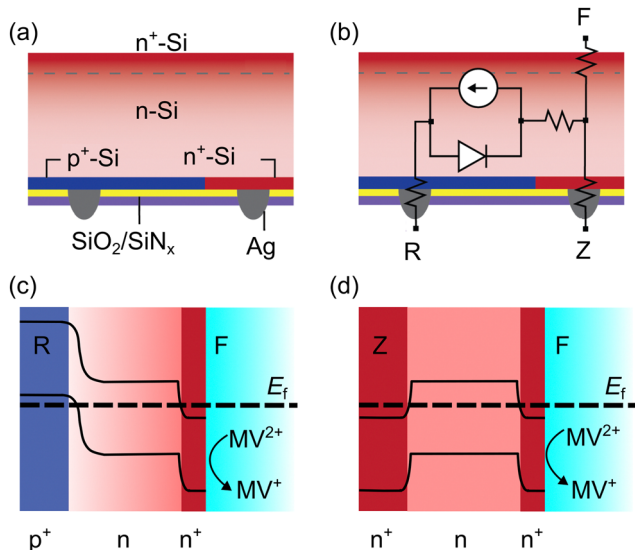 (a)
n⁺-Si
n-Si
p⁺-Si
n⁺-Si
SiO₂/SiNₓ
Ag
(b)
F
R
Z
(c)
R
F
E_f
MV²⁺
MV⁺
p⁺
n
n⁺
(d)
Z
F
E_f
MV²⁺
MV⁺
n⁺
n
n⁺